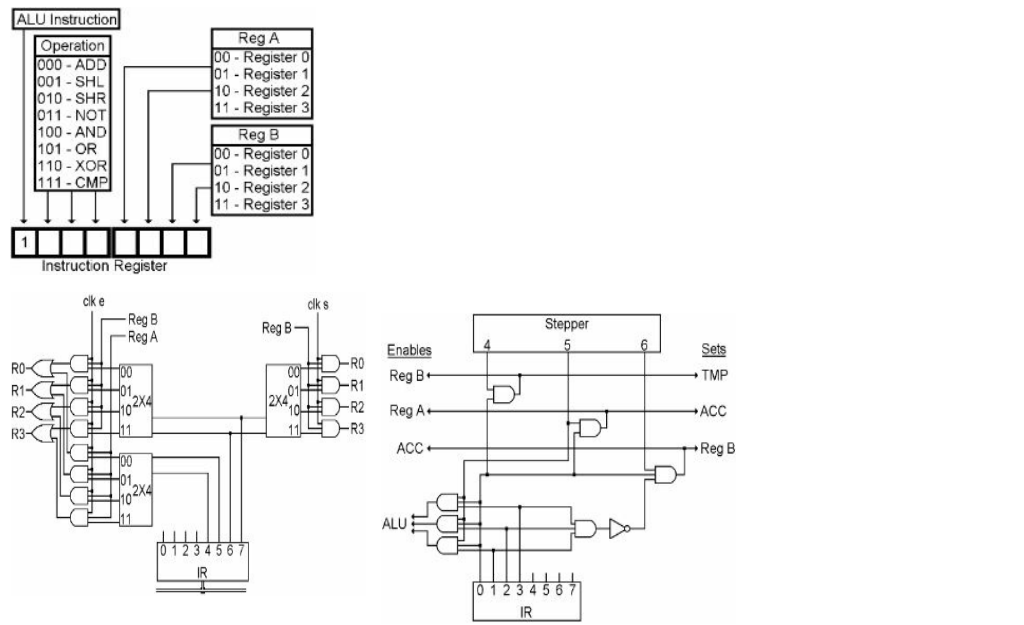 ALU Instruction
Operation
000 - ADD
001 - SHL
010 - SHR
011 - NOT
100 - AND
101 - OR
110 - XOR
111 - CMP
Reg A
00 - Register 0
01 - Register 1
10 - Register 2
11 - Register 3
Reg B
00 - Register 0
01 - Register 1
10 - Register 2
11 - Register 3
1
Instruction Register
clk e
Reg B
Reg A
R0
R1
R2
R3
00
01
10
11
2X4
00
01
10
11
2X4
0 1 2 3 4 5 6 7
IR
clk s
Reg B
00
01
10
11
2X4
R0
R1
R2
R3
Stepper
4 5 6
Enables
Sets
Reg B
TMP
Reg A
ACC
ACC
Reg B
ALU
0 1 2 3 4 5 6 7
IR